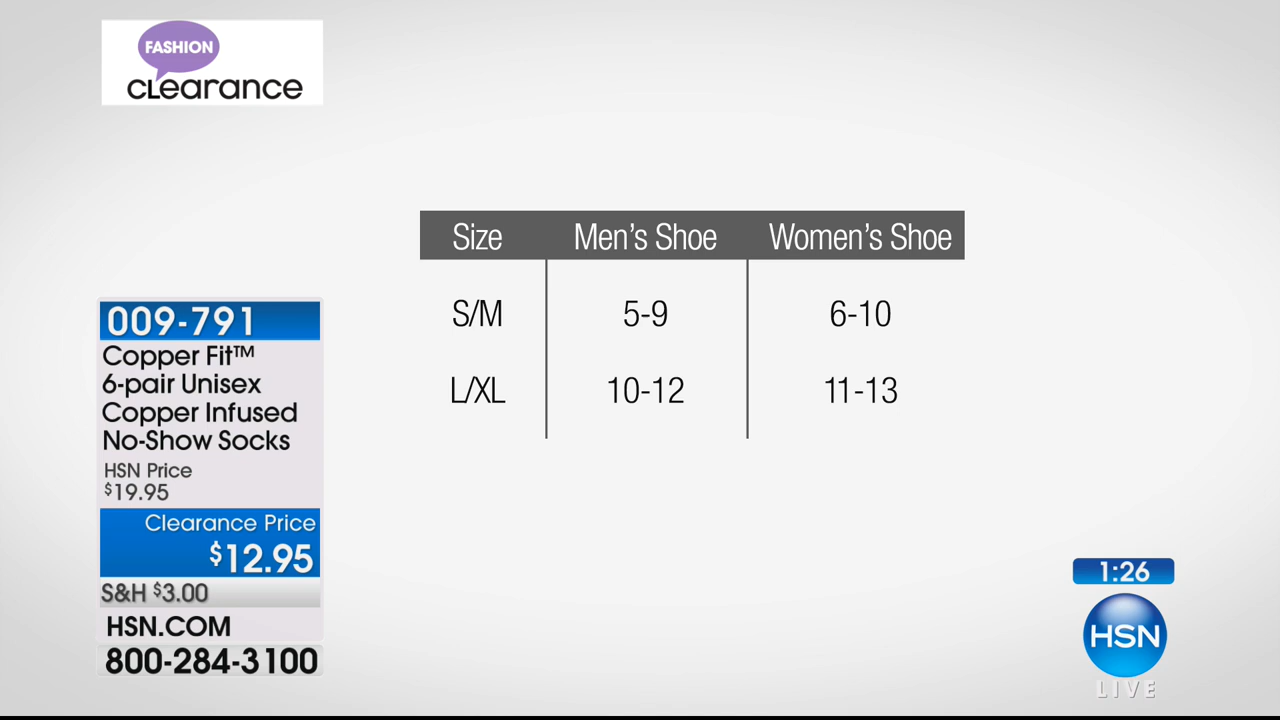 FASHION
CLearance
Size Men's Shoe Women's Shoe
S/M 5-9 6-10
L/XL 10-12 11-13
009-791
Copper Fit™
6-pair Unisex
Copper Infused
No-Show Socks
HSN Price
$19.95
Clearance Price
$12.95
S&H $3.00
HSN.COM
800-284-3100
1:26
HSN
LIVE